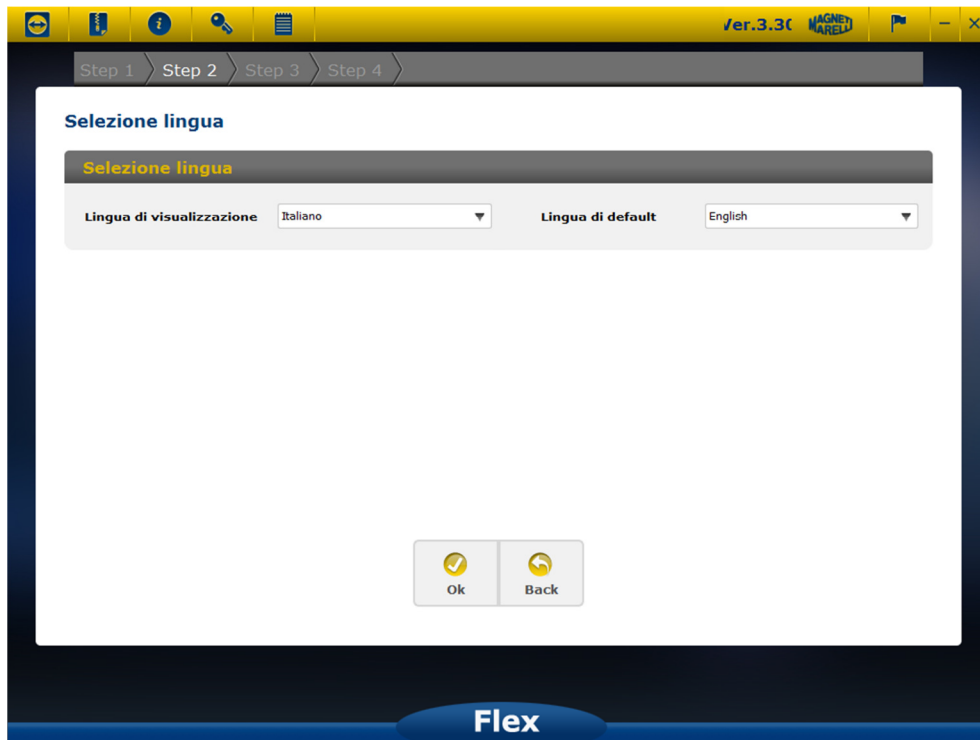 Ver.3.30 MAGNETI MARELLI
Step 1 Step 2 Step 3 Step 4
Selezione lingua
Selezione lingua
Lingua di visualizzazione Italiano Lingua di default English
Ok Back
Flex